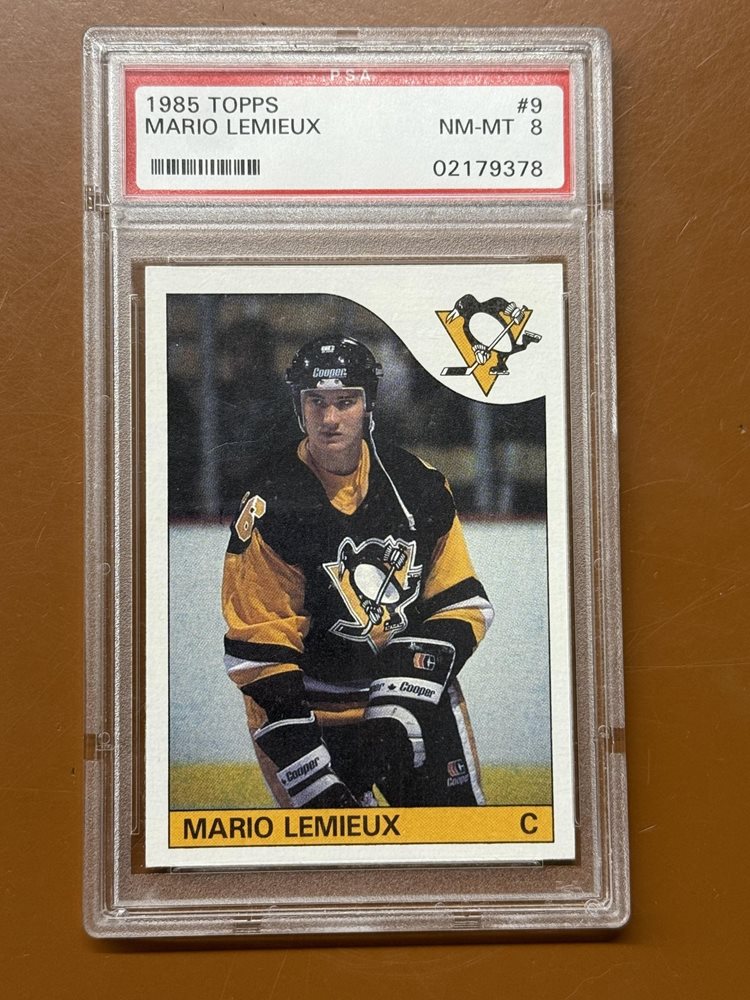 PSA
1985 TOPPS #9
MARIO LEMIEUX NM-MT 8
02179378
Cooper
6
Cooper
Cooper
Cooper
MARIO LEMIEUX C